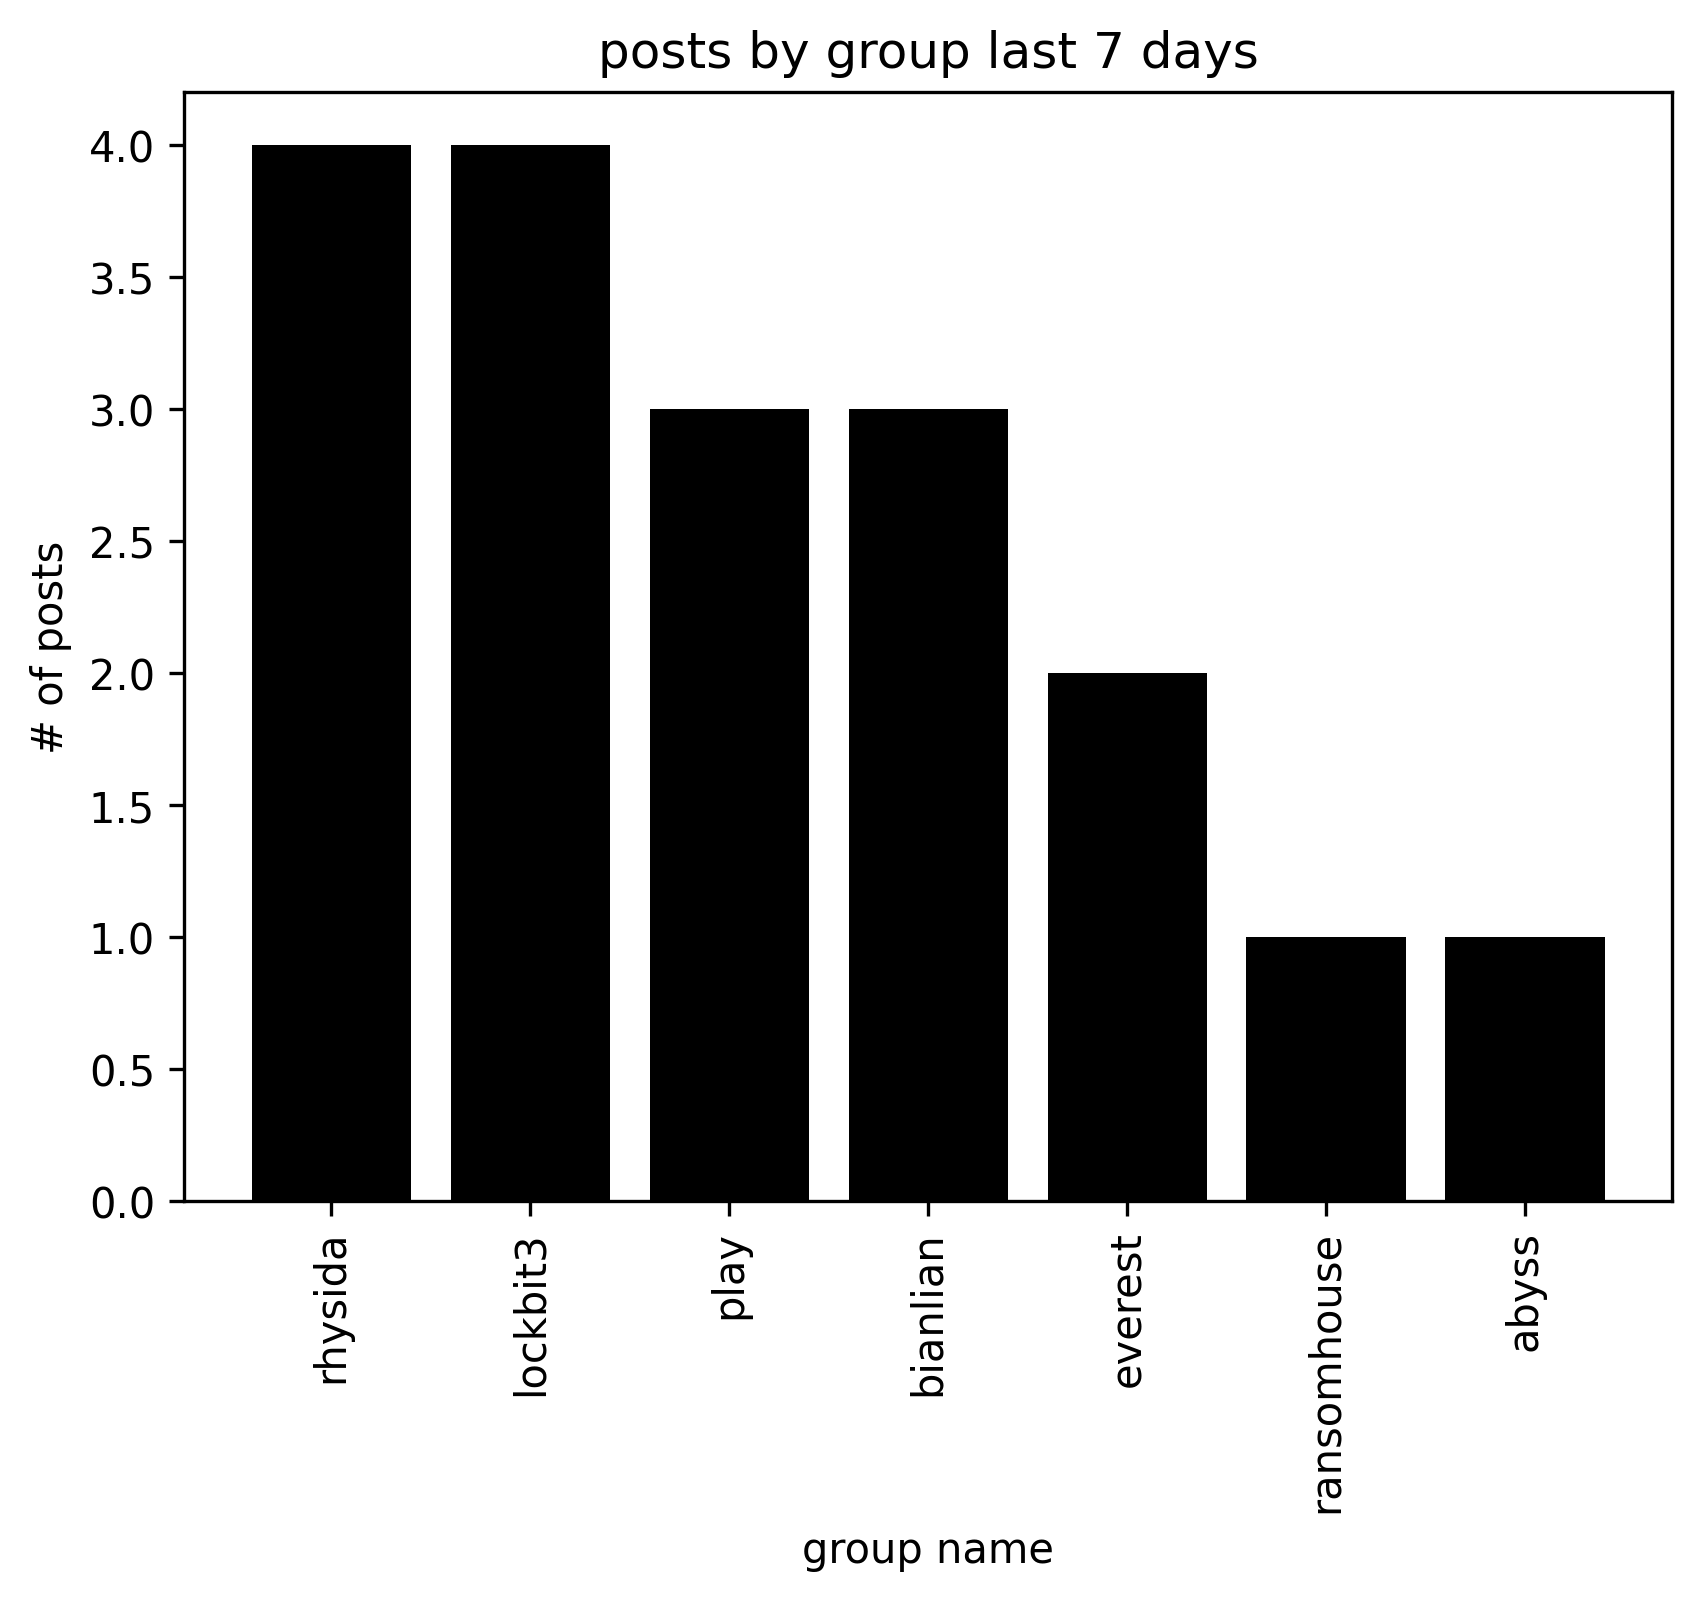 posts by group last 7 days
# of posts
4.0
3.5
3.0
2.5
2.0
1.5
1.0
0.5
0.0
rhysida
lockbit3
play
bianlian
everest
ransomhouse
abyss
group name